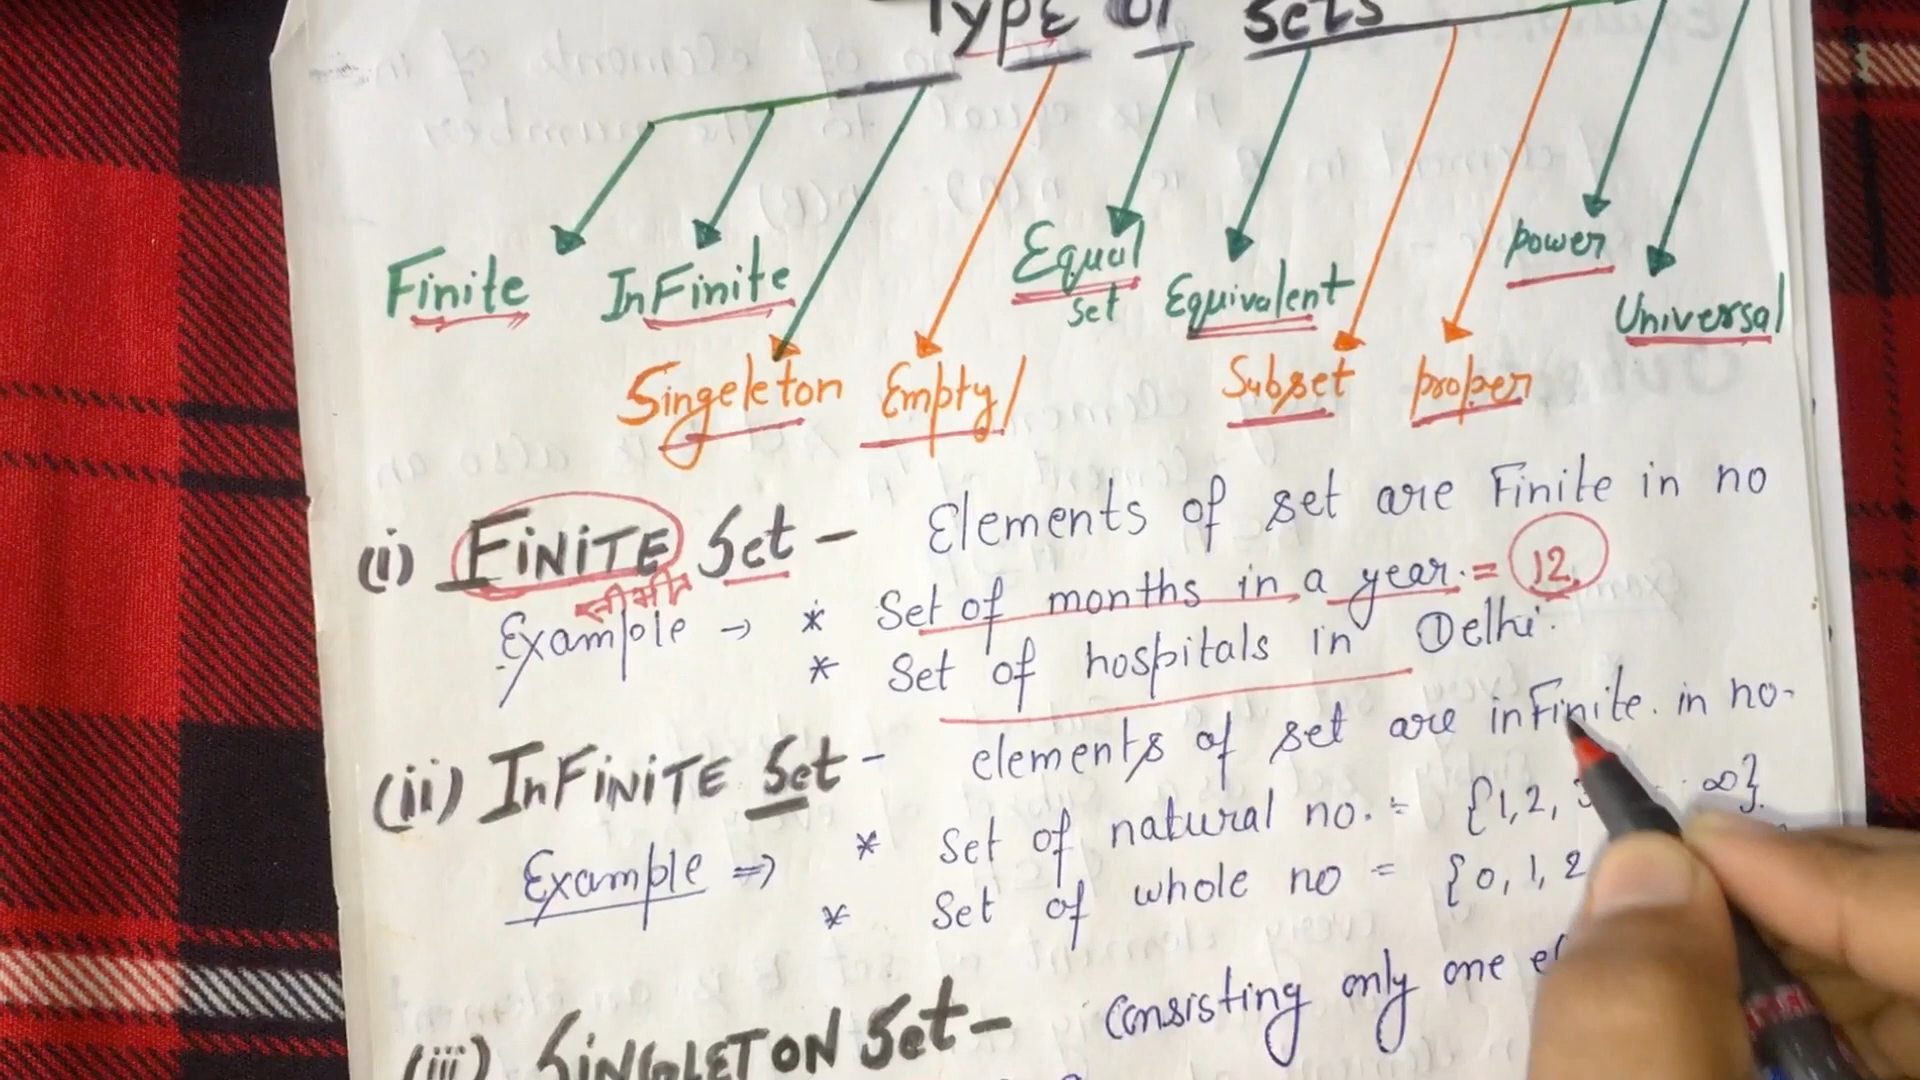 Type of Sets
Finite InFinite Equal set Equivalent power Universal
Singeleton Empty/ Subset proper
(i) FiNiTE Set - Elements of set are Finite in no
सीमीत
Example → * Set of months in a year. = 12.
* Set of hospitals in Delhi.
(ii) InFiNiTE Set - elements of set are inFinite. in no-
Example ⇒ * Set of natural no. = {1, 2, 3 ∞}.
* Set of whole no = {0, 1, 2
(iii) SiNGLETON Set - Consisting only one